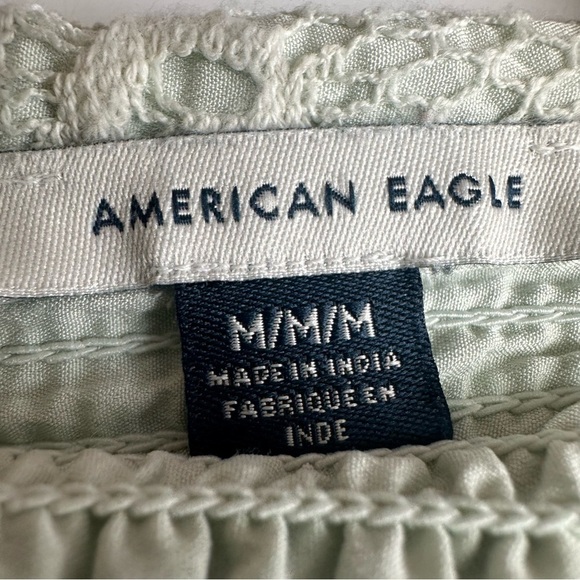 AMERICAN EAGLE
M/M/M
MADE IN INDIA
FABRIQUE EN
INDE